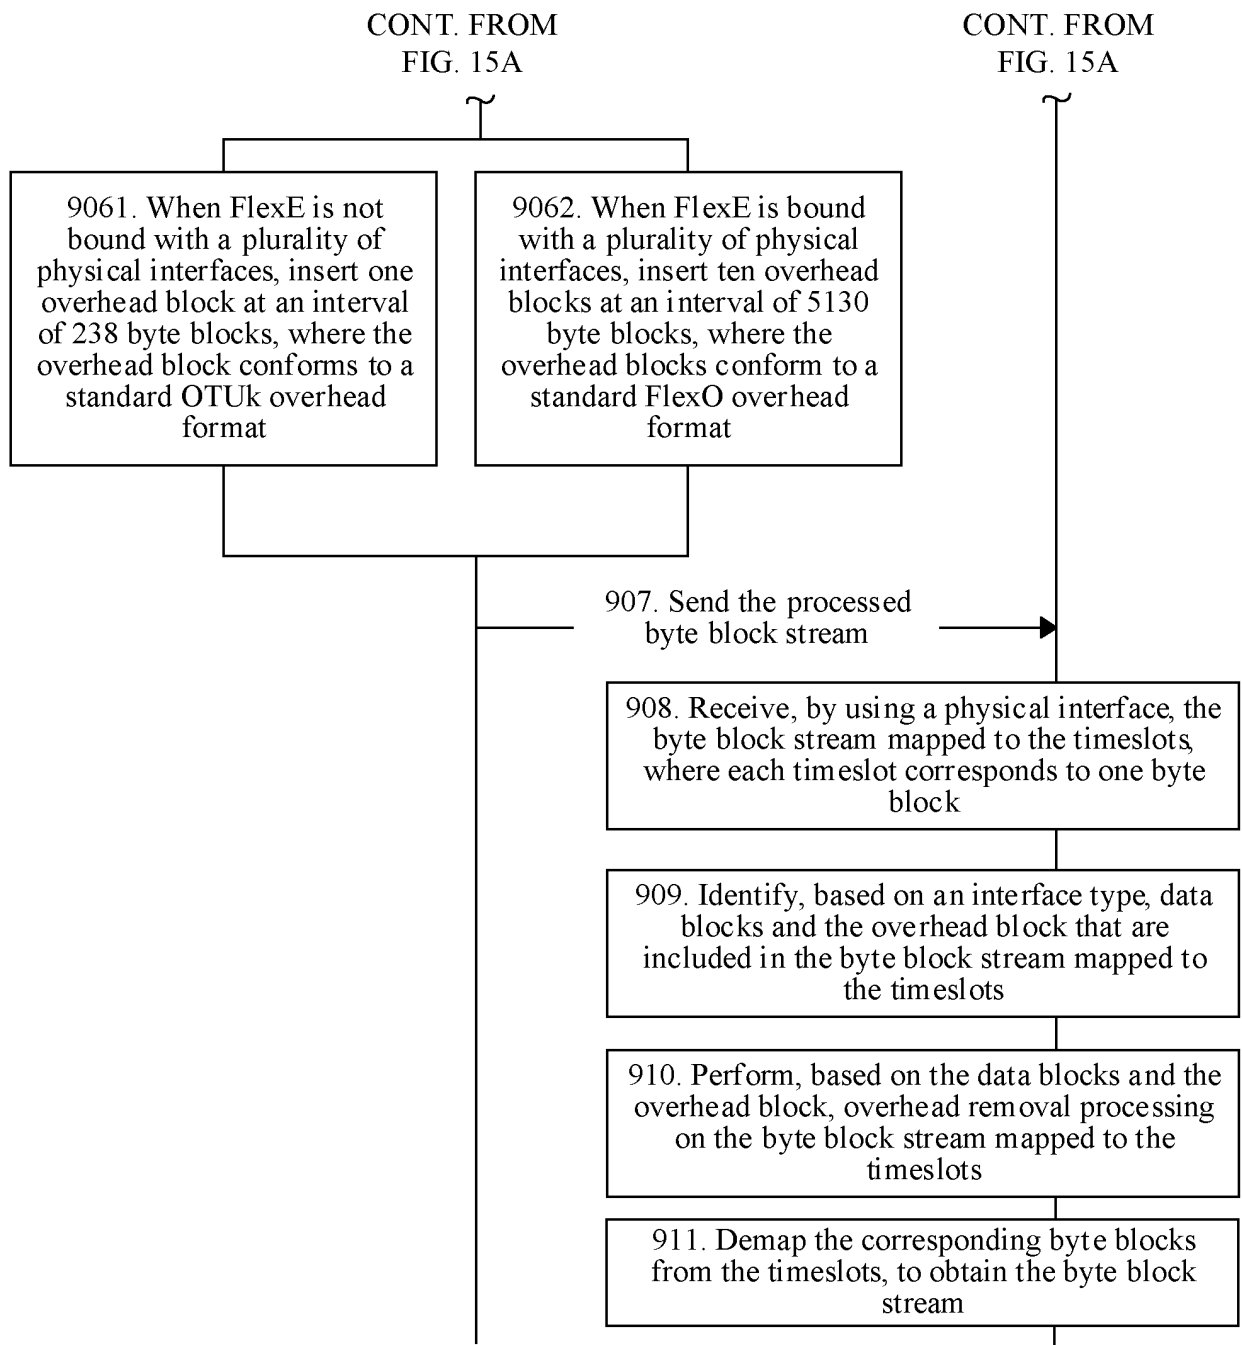 CONT. FROM
FIG. 15A
CONT. FROM
FIG. 15A
9061. When FlexE is not
bound with a plurality of
physical interfaces, insert one
overhead block at an interval
of 238 byte blocks, where the
overhead block conforms to a
standard OTUk overhead
format
9062. When FlexE is bound
with a plurality of physical
interfaces, insert ten overhead
blocks at an interval of 5130
byte blocks, where the
overhead blocks conform to a
standard FlexO overhead
format
907. Send the processed
byte block stream
908. Receive, by using a physical interface, the
byte block stream mapped to the timeslots,
where each timeslot corresponds to one byte
block
909. Identify, based on an interface type, data
blocks and the overhead block that are
included in the byte block stream mapped to
the timeslots
910. Perform, based on the data blocks and the
overhead block, overhead removal processing
on the byte block stream mapped to the
timeslots
911. Demap the corresponding byte blocks
from the timeslots, to obtain the byte block
stream